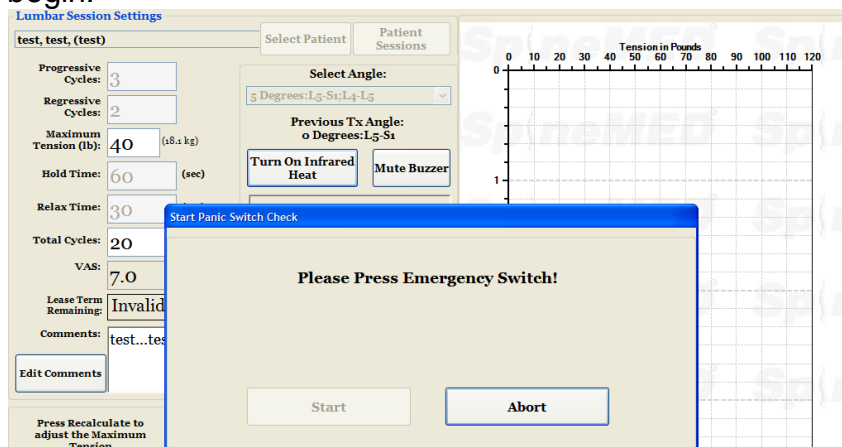 begin.
Lumbar Session Settings
test, test, (test)
Select Patient
Patient
Sessions
Progressive
Cycles:
3
Regressive
Cycles:
2
Maximum
Tension (lb):
40
(18.1 kg)
Hold Time:
60
(sec)
Relax Time:
30
Total Cycles:
20
VAS:
7.0
Lease Term
Remaining:
Invalid
Comments:
test...tes
Edit Comments
Press Recalculate to
adjust the Maximum
Tension
Select Angle:
5 Degrees:L5-S1;L4-L5
Previous Tx Angle:
0 Degrees:L5-S1
Turn On Infrared
Heat
Mute Buzzer
Start Panic Switch Check
Please Press Emergency Switch!
Start
Abort
Tension in Pounds
0 10 20 30 40 50 60 70 80 90 100 110 120
0
1
SpineMED
SpineMED